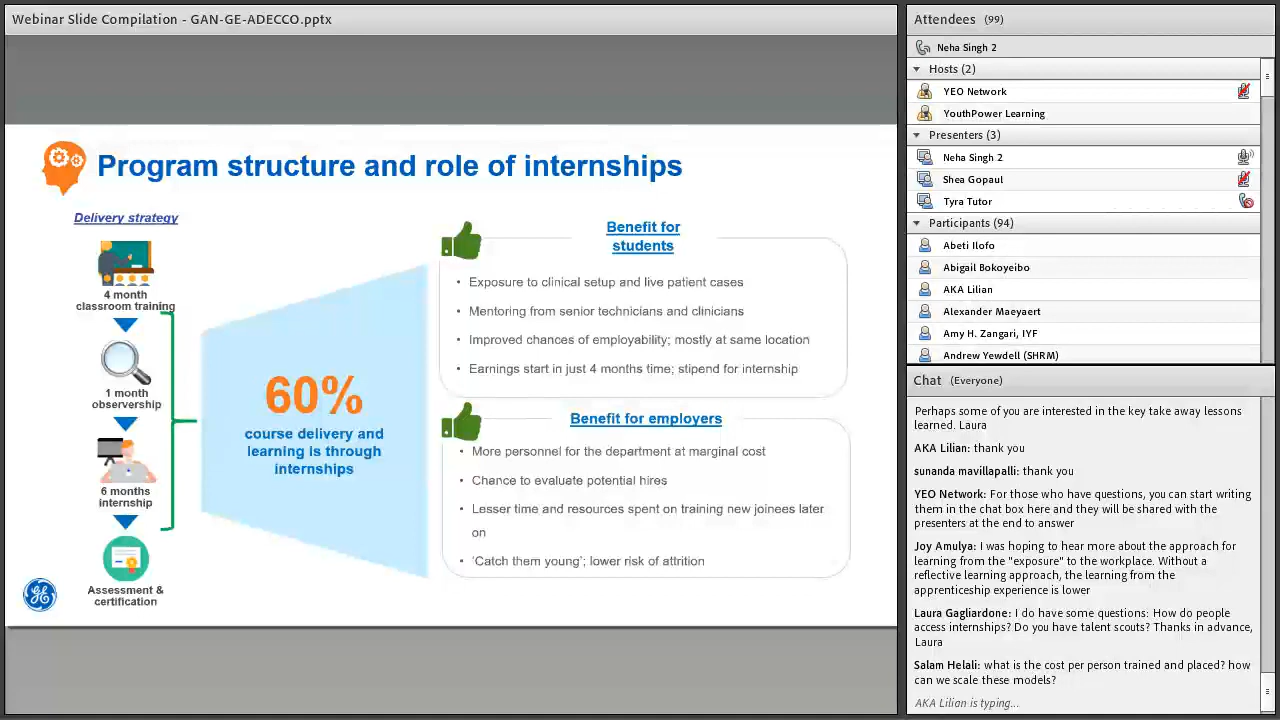 Webinar Slide Compilation - GAN-GE-ADECCO.pptx
Program structure and role of internships
Delivery strategy
4 month
classroom training
1 month
observership
6 months
internship
Assessment &
certification
60%
course delivery and
learning is through
internships
Benefit for
students
• Exposure to clinical setup and live patient cases
• Mentoring from senior technicians and clinicians
• Improved chances of employability; mostly at same location
• Earnings start in just 4 months time; stipend for internship
Benefit for employers
• More personnel for the department at marginal cost
• Chance to evaluate potential hires
• Lesser time and resources spent on training new joinees later
on
• ‘Catch them young’; lower risk of attrition
Attendees (99)
Neha Singh 2
Hosts (2)
YEO Network
YouthPower Learning
Presenters (3)
Neha Singh 2
Shea Gopaul
Tyra Tutor
Participants (94)
Abeti Ilofo
Abigail Bokoyeibo
AKA Lilian
Alexander Maeyaert
Amy H. Zangari, IYF
Andrew Yewdell (SHRM)
Chat (Everyone)
Perhaps some of you are interested in the key take away lessons
learned. Laura
AKA Lilian: thank you
sunanda mavillapalli: thank you
YEO Network: For those who have questions, you can start writing
them in the chat box here and they will be shared with the
presenters at the end to answer
Joy Amulya: I was hoping to hear more about the approach for
learning from the "exposure" to the workplace. Without a
reflective learning approach, the learning from the
apprenticeship experience is lower
Laura Gagliardone: I do have some questions: How do people
access internships? Do you have talent scouts? Thanks in advance,
Laura
Salam Helali: what is the cost per person trained and placed? how
can we scale these models?
AKA Lilian is typing...